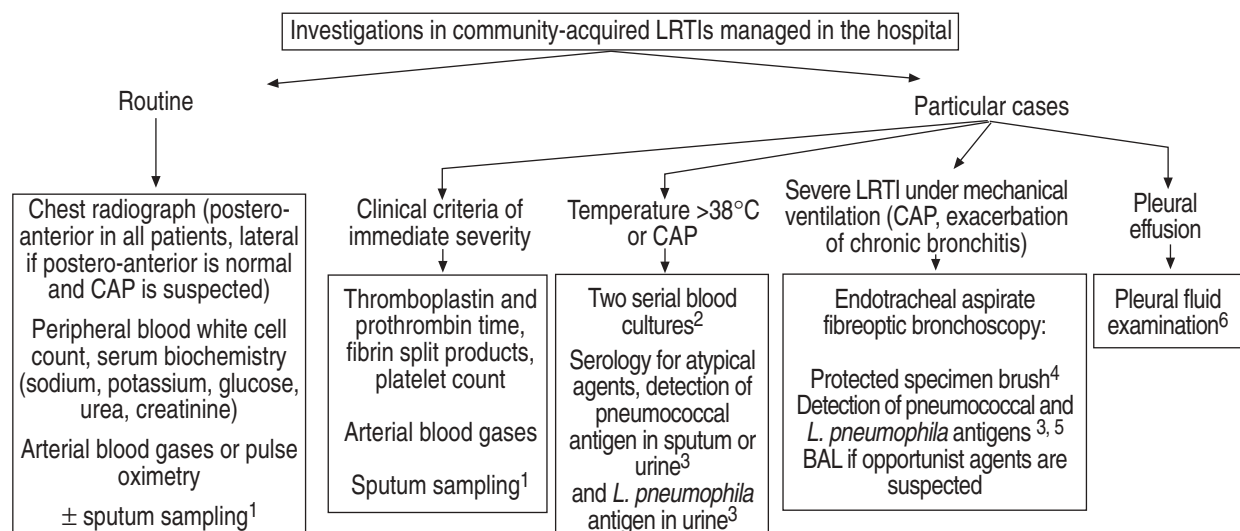 Investigations in community-acquired LRTIs managed in the hospital
Routine
Particular cases
Chest radiograph (postero-
anterior in all patients, lateral
if postero-anterior is normal
and CAP is suspected)
Peripheral blood white cell
count, serum biochemistry
(sodium, potassium, glucose,
urea, creatinine)
Arterial blood gases or pulse
oximetry
± sputum sampling¹
Clinical criteria of
immediate severity
Thromboplastin and
prothrombin time,
fibrin split products,
platelet count
Arterial blood gases
Sputum sampling¹
Temperature >38°C
or CAP
Two serial blood
cultures²
Serology for atypical
agents, detection of
pneumococcal
antigen in sputum or
urine³
and L. pneumophila
antigen in urine³
Severe LRTI under mechanical
ventilation (CAP, exacerbation
of chronic bronchitis)
Endotracheal aspirate
fibreoptic bronchoscopy:
Protected specimen brush⁴
Detection of pneumococcal and
L. pneumophila antigens ³, ⁵
BAL if opportunist agents are
suspected
Pleural
effusion
Pleural fluid
examination⁶